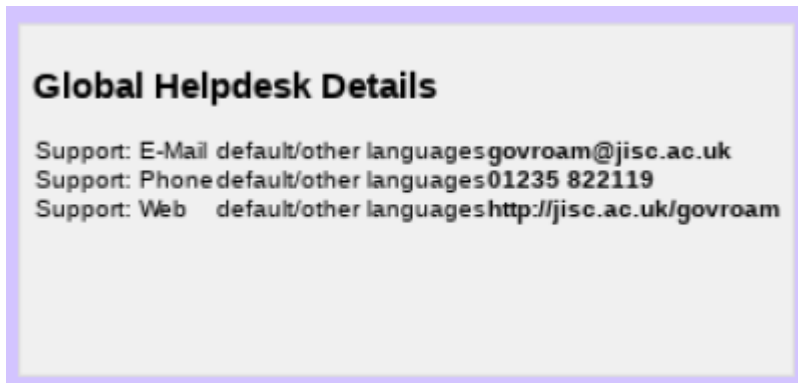 Global Helpdesk Details
Support: E-Mail default/other languages govroam@jisc.ac.uk
Support: Phone default/other languages 01235 822119
Support: Web default/other languages http://jisc.ac.uk/govroam